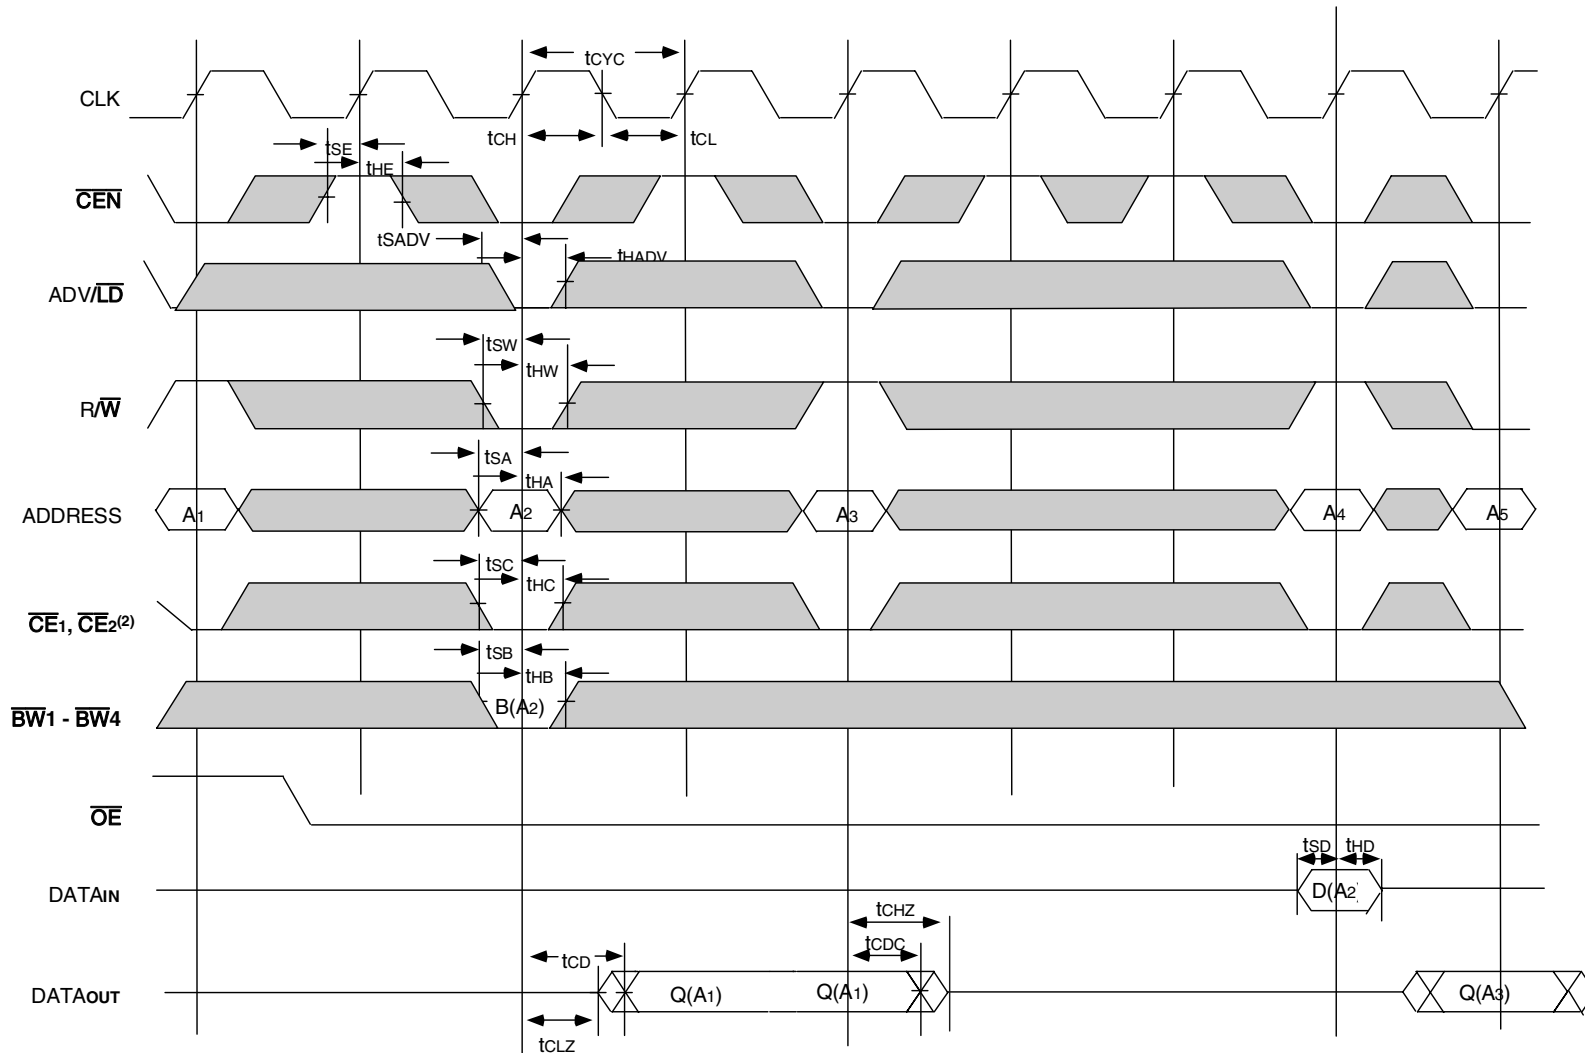 tCYC
CLK
tCH
tCL
tSE
tHE
CEN
tSADV
tHADV
ADV/LD
tSW
tHW
R/W
tSA
tHA
ADDRESS
A1
A2
A3
A4
A5
tSC
tHC
CE1, CE2(2)
tSB
tHB
B(A2)
BW1 - BW4
OE
tSD
tHD
DATAIN
D(A2
tCHZ
tCDC
tCD
DATAOUT
Q(A1)
Q(A1)
Q(A3)
tCLZ